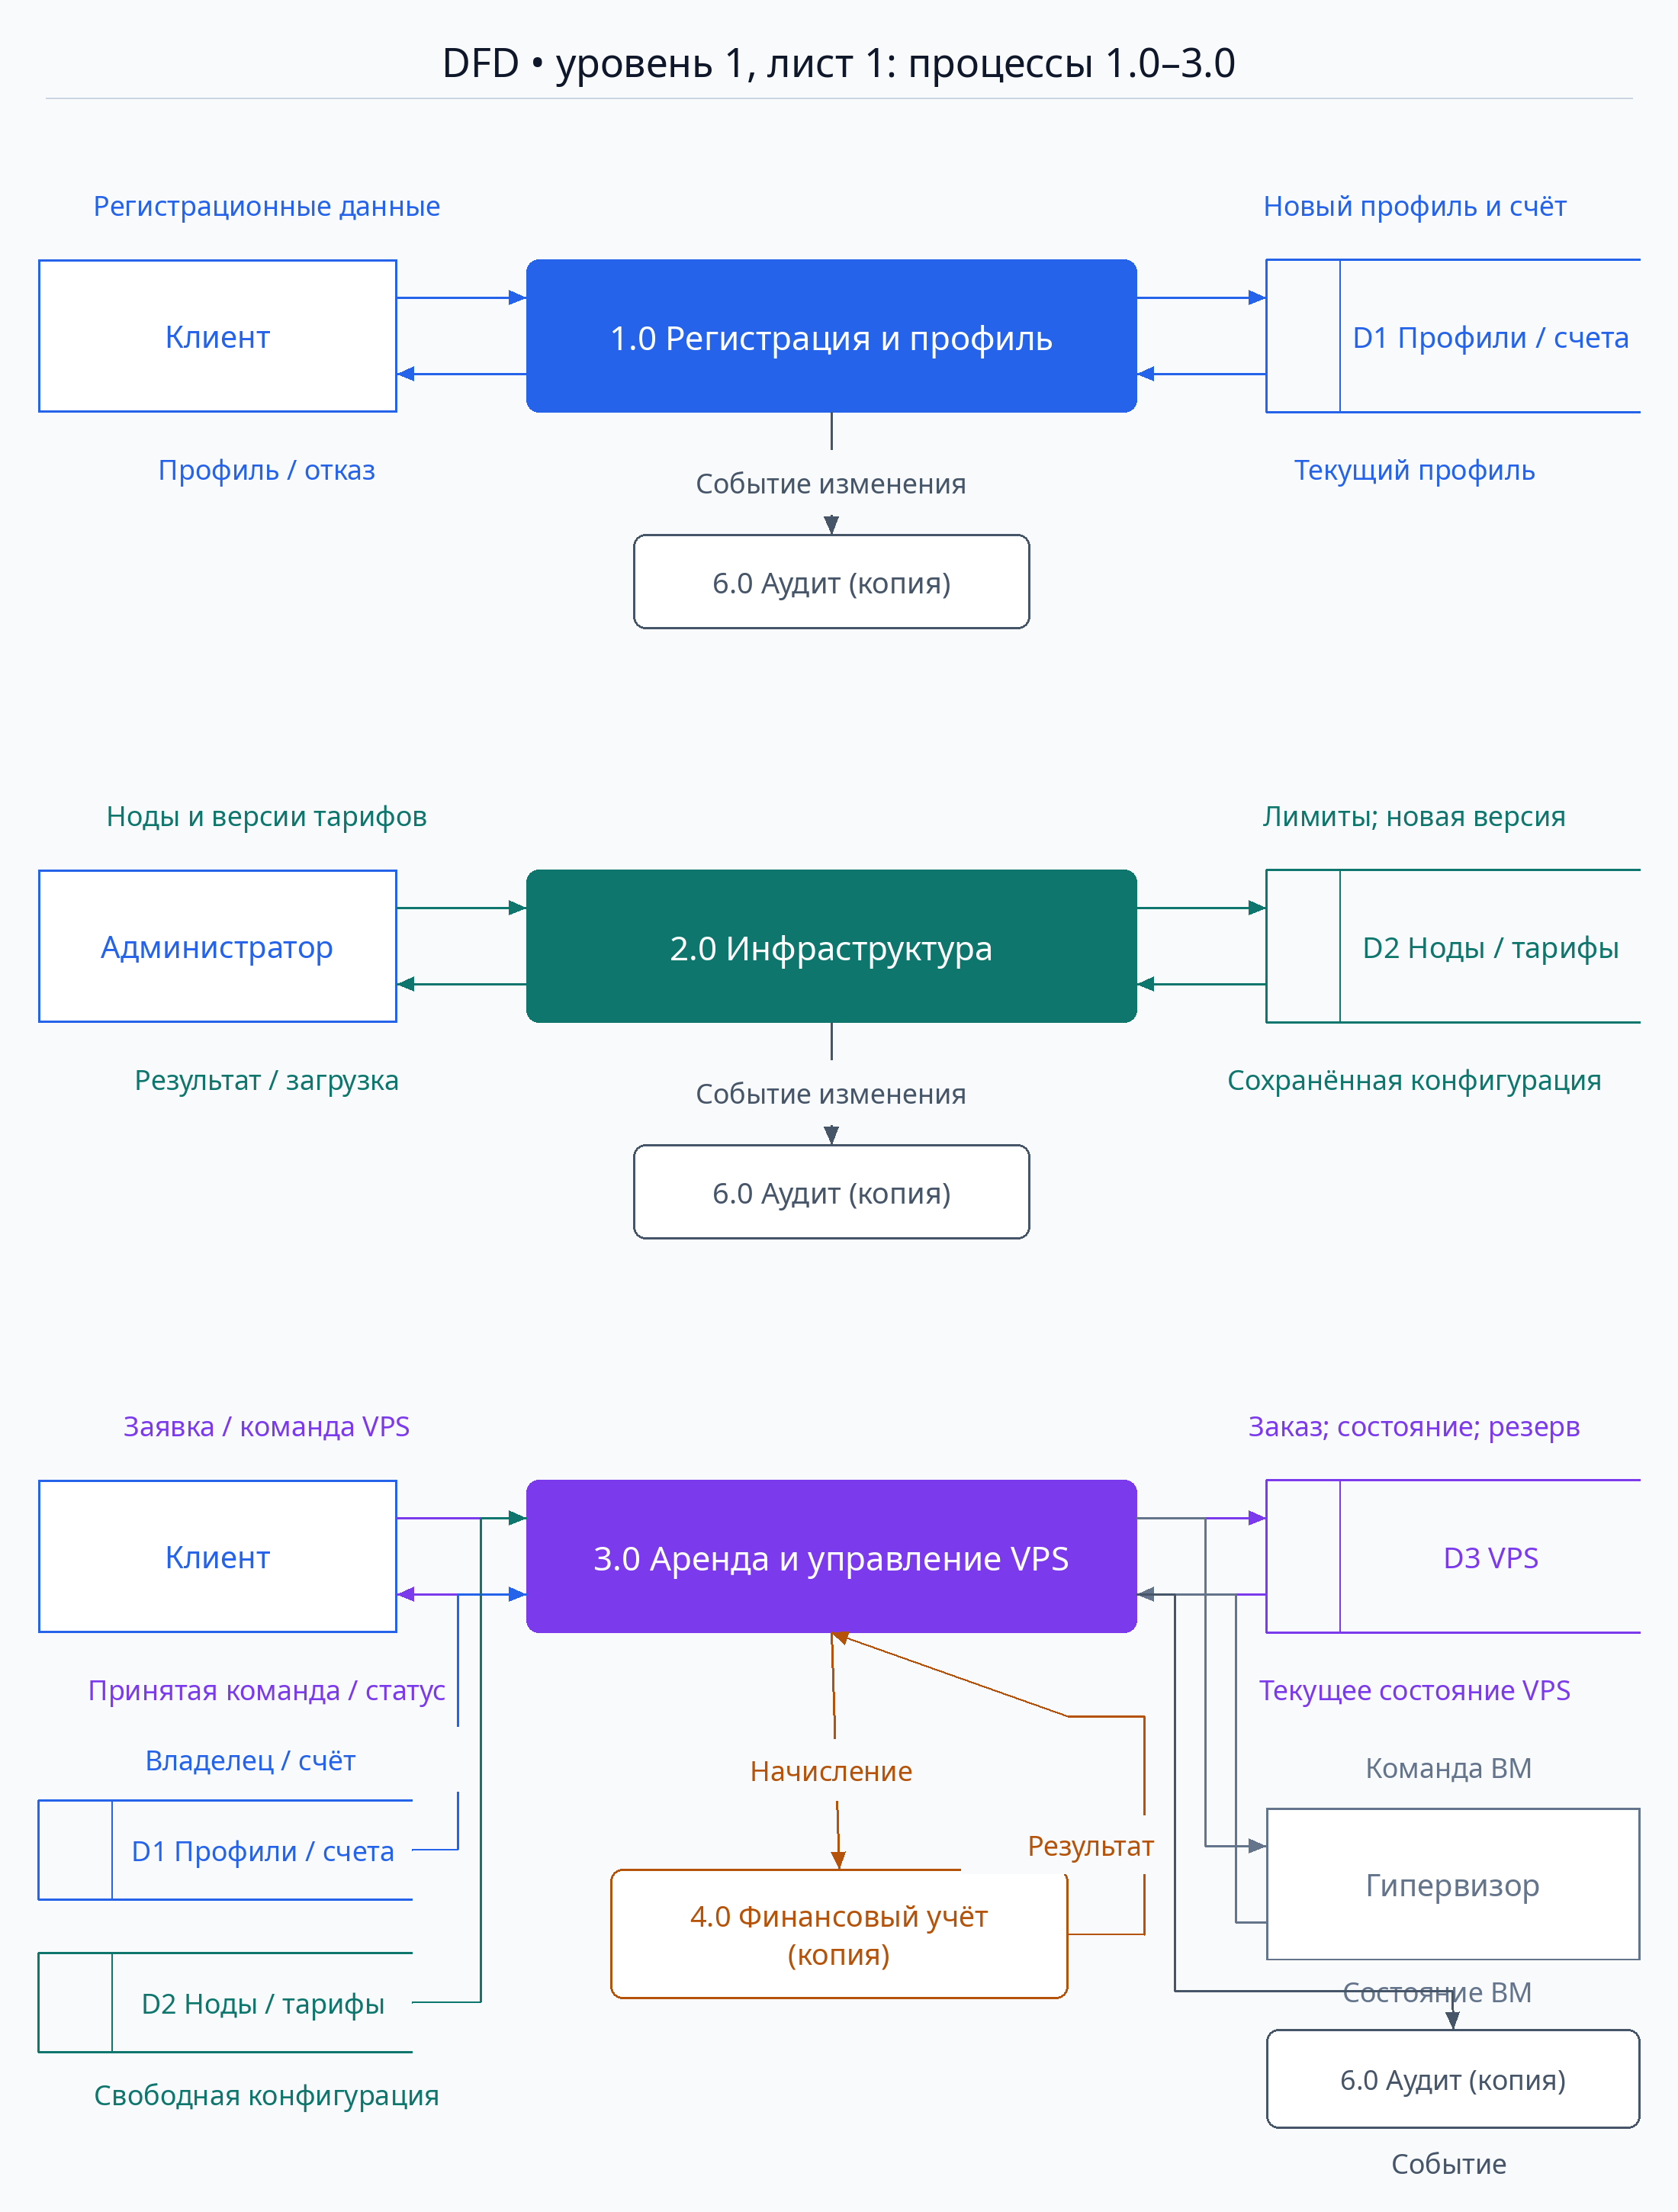 DFD • уровень 1, лист 1: процессы 1.0–3.0
Регистрационные данные
Новый профиль и счёт
Клиент
1.0 Регистрация и профиль
D1 Профили / счета
Профиль / отказ
Событие изменения
Текущий профиль
6.0 Аудит (копия)
Ноды и версии тарифов
Лимиты; новая версия
Администратор
2.0 Инфраструктура
D2 Ноды / тарифы
Результат / загрузка
Событие изменения
Сохранённая конфигурация
6.0 Аудит (копия)
Заявка / команда VPS
Заказ; состояние; резерв
Клиент
3.0 Аренда и управление VPS
D3 VPS
Принятая команда / статус
Текущее состояние VPS
Владелец / счёт
Начисление
Команда ВМ
D1 Профили / счета
Результат
Гипервизор
4.0 Финансовый учёт
(копия)
D2 Ноды / тарифы
Состояние ВМ
Свободная конфигурация
6.0 Аудит (копия)
Событие